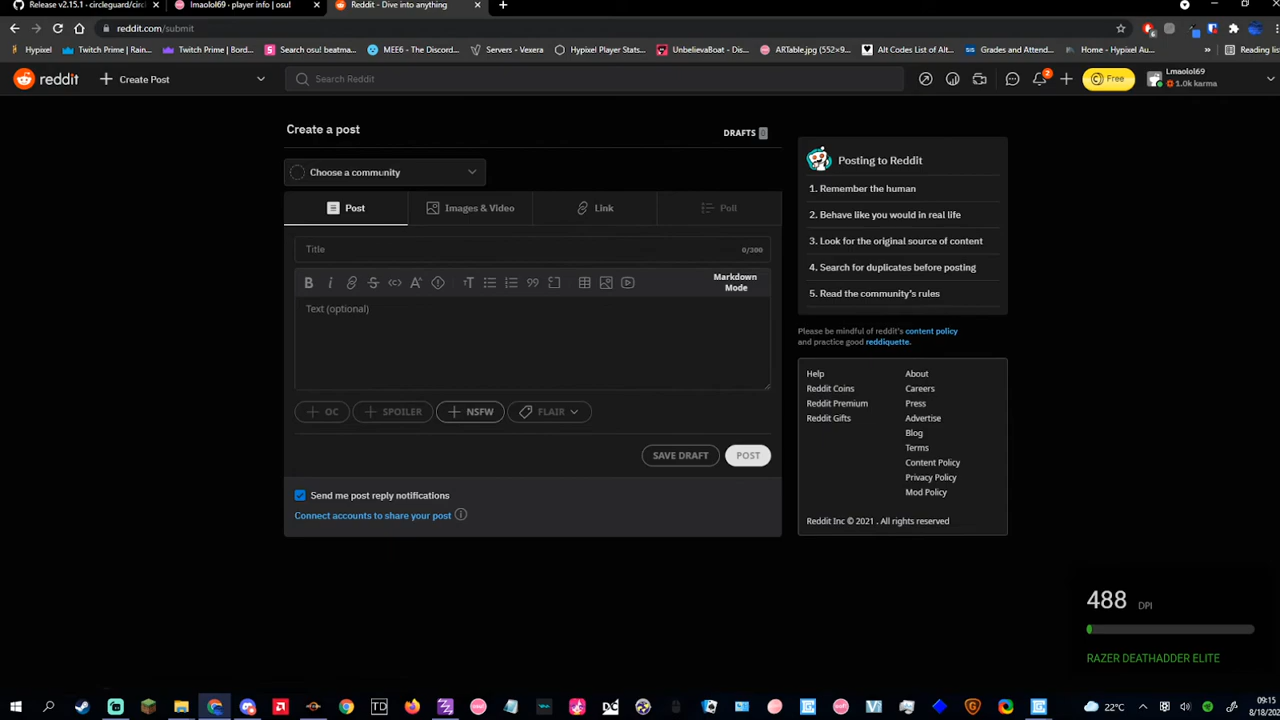 Release v2.15.1 · circleguard/circl
lmaolol69 · player info | osu!
Reddit - Dive into anything
reddit.com/submit
Hypixel
Twitch Prime | Rain...
Twitch Prime | Bord...
Search osu! beatma...
MEE6 - The Discord...
Servers - Vexera
Hypixel Player Stats...
UnbelievaBoat - Dis...
ARTable.jpg (552×9...
Alt Codes List of Alt...
Grades and Attend...
Home - Hypixel Au...
Reading list
reddit
Create Post
Search Reddit
2
Free
Lmaolol69
1.0k karma
Create a post
DRAFTS 0
Choose a community
Post
Images & Video
Link
Poll
Title
0/300
Markdown
Mode
Text (optional)
OC
SPOILER
NSFW
FLAIR
SAVE DRAFT
POST
Send me post reply notifications
Connect accounts to share your post
Posting to Reddit
1. Remember the human
2. Behave like you would in real life
3. Look for the original source of content
4. Search for duplicates before posting
5. Read the community's rules
Please be mindful of reddit's content policy
and practice good reddiquette.
Help
Reddit Coins
Reddit Premium
Reddit Gifts
About
Careers
Press
Advertise
Blog
Terms
Content Policy
Privacy Policy
Mod Policy
Reddit Inc © 2021 . All rights reserved
488 DPI
RAZER DEATHADDER ELITE
22°C
09:15
8/18/202